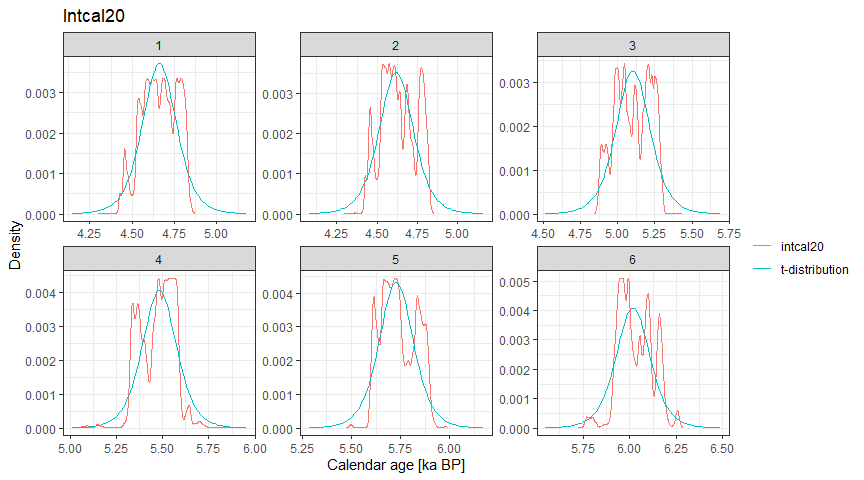 Intcal20
1 2 3
0.003 0.002 0.001 0.000
4.25 4.50 4.75 5.00
0.003 0.002 0.001 0.000
4.25 4.50 4.75 5.00
0.003 0.002 0.001 0.000
4.50 4.75 5.00 5.25 5.50 5.75
4 5 6
0.004 0.003 0.002 0.001 0.000
5.00 5.25 5.50 5.75 6.00
0.004 0.003 0.002 0.001 0.000
5.25 5.50 5.75 6.00
0.005 0.004 0.003 0.002 0.001 0.000
5.75 6.00 6.25 6.50
Density
Calendar age [ka BP]
intcal20
t-distribution